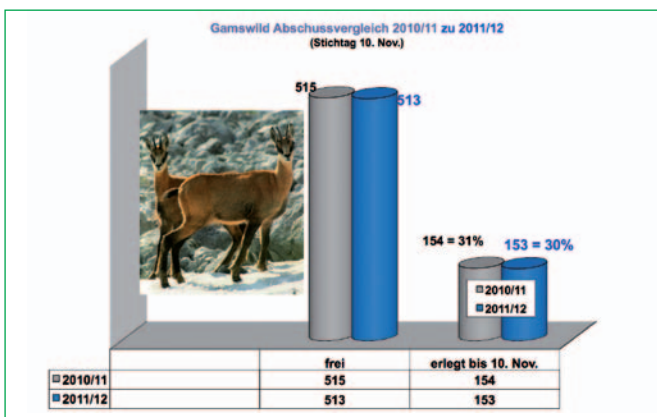 Gamswild Abschussvergleich 2010/11 zu 2011/12
(Stichtag 10. Nov.)
515
513
154 = 31%
153 = 30%
2010/11
2011/12
frei erlegt bis 10. Nov.
2010/11 515 154
2011/12 513 153